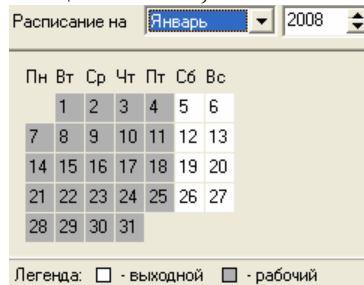 Расписание на Январь 2008
Пн Вт Ср Чт Пт Сб Вс
1 2 3 4 5 6
7 8 9 10 11 12 13
14 15 16 17 18 19 20
21 22 23 24 25 26 27
28 29 30 31
Легенда: - выходной - рабочий